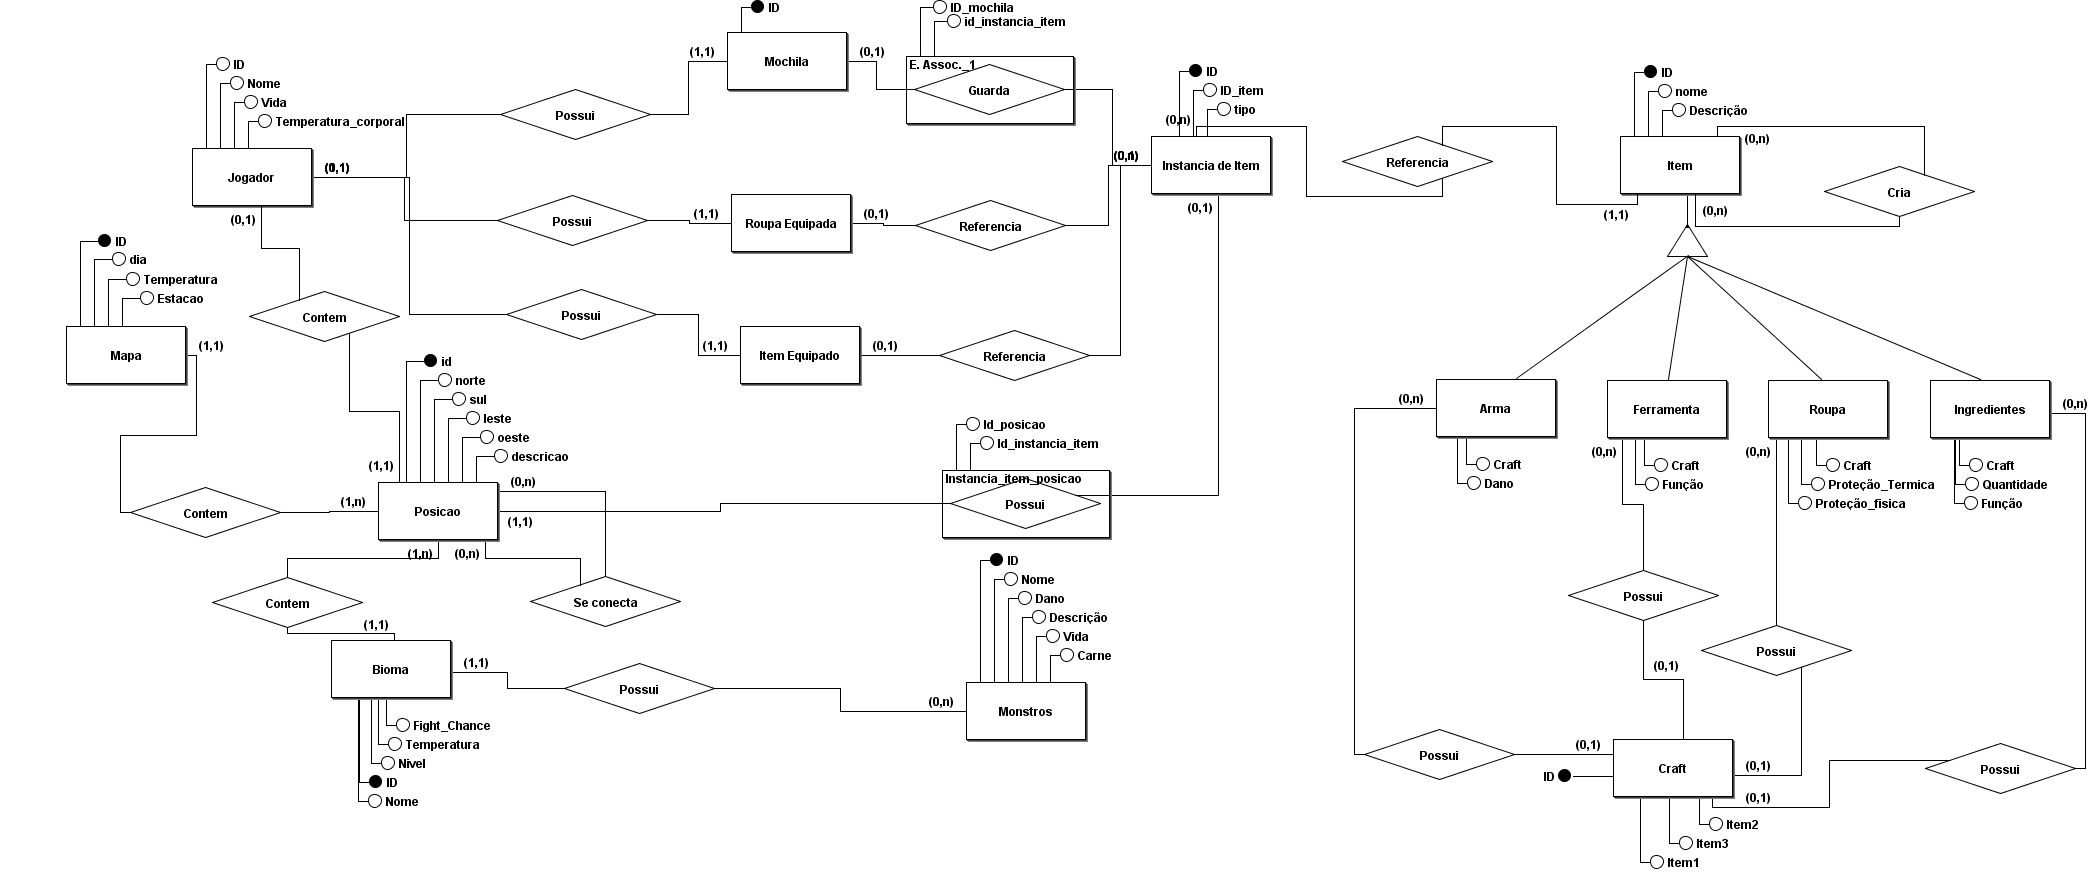 ID
ID_mochila
id_instancia_item
(1,1)
Mochila
(0,1)
E. Assoc._1
Guarda
ID
Nome
Vida
Temperatura_corporal
Jogador
(0,1)
Possui
Possui
(1,1)
Roupa Equipada
(0,1)
Referencia
Possui
(1,1)
Item Equipado
(0,1)
Referencia
ID
ID_item
tipo
(0,n)
Instancia de Item
(0,1)
Referencia
ID
nome
Descrição
(0,n)
Item
Cria
(1,1)
(0,n)
ID
dia
Temperatura
Estacao
Mapa
(1,1)
(0,1)
Contem
id
norte
sul
leste
oeste
descricao
(1,1)
(0,n)
Contem
(1,n)
Posicao
(1,1)
(1,n)
(0,n)
Id_posicao
Id_instancia_item
Instancia_item_posicao
Possui
Contem
Se conecta
(1,1)
Bioma
(1,1)
Possui
(0,n)
Fight_Chance
Temperatura
Nivel
ID
Nome
ID
Nome
Dano
Descrição
Vida
Carne
Monstros
(0,n)
Arma
Ferramenta
Roupa
Ingredientes
(0,n)
Craft
Dano
(0,n)
Craft
Função
(0,n)
Craft
Proteção_Termica
Proteção_fisica
Craft
Quantidade
Função
Possui
Possui
(0,1)
Possui
(0,1)
Craft
(0,1)
Possui
ID
(0,1)
Item2
Item3
Item1